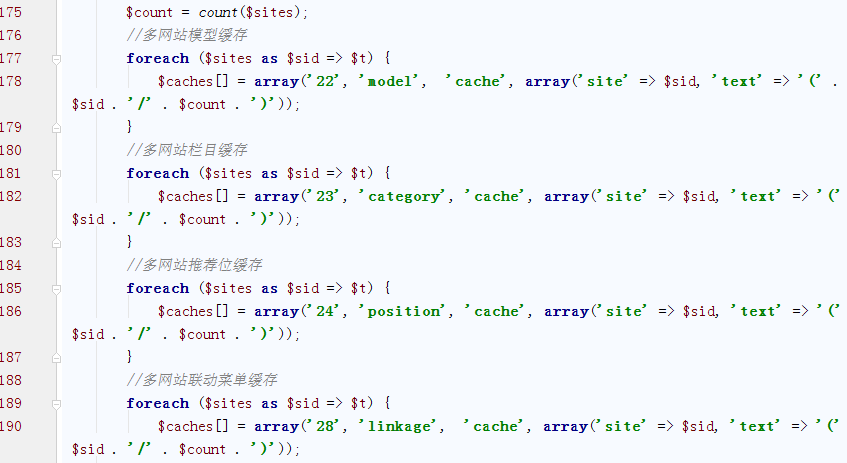 175 $count = count($sites);
176 //多网站模型缓存
177 foreach ($sites as $sid => $t) {
178 $caches[] = array('22', 'model', 'cache', array('site' => $sid, 'text' => '(' .
$sid . '/' . $count . ')'));
179 }
180 //多网站栏目缓存
181 foreach ($sites as $sid => $t) {
182 $caches[] = array('23', 'category', 'cache', array('site' => $sid, 'text' => '('
$sid . '/' . $count . ')'));
183 }
184 //多网站推荐位缓存
185 foreach ($sites as $sid => $t) {
186 $caches[] = array('24', 'position', 'cache', array('site' => $sid, 'text' => '('
$sid . '/' . $count . ')'));
187 }
188 //多网站联动菜单缓存
189 foreach ($sites as $sid => $t) {
190 $caches[] = array('28', 'linkage', 'cache', array('site' => $sid, 'text' => '('
$sid . '/' . $count . ')'));